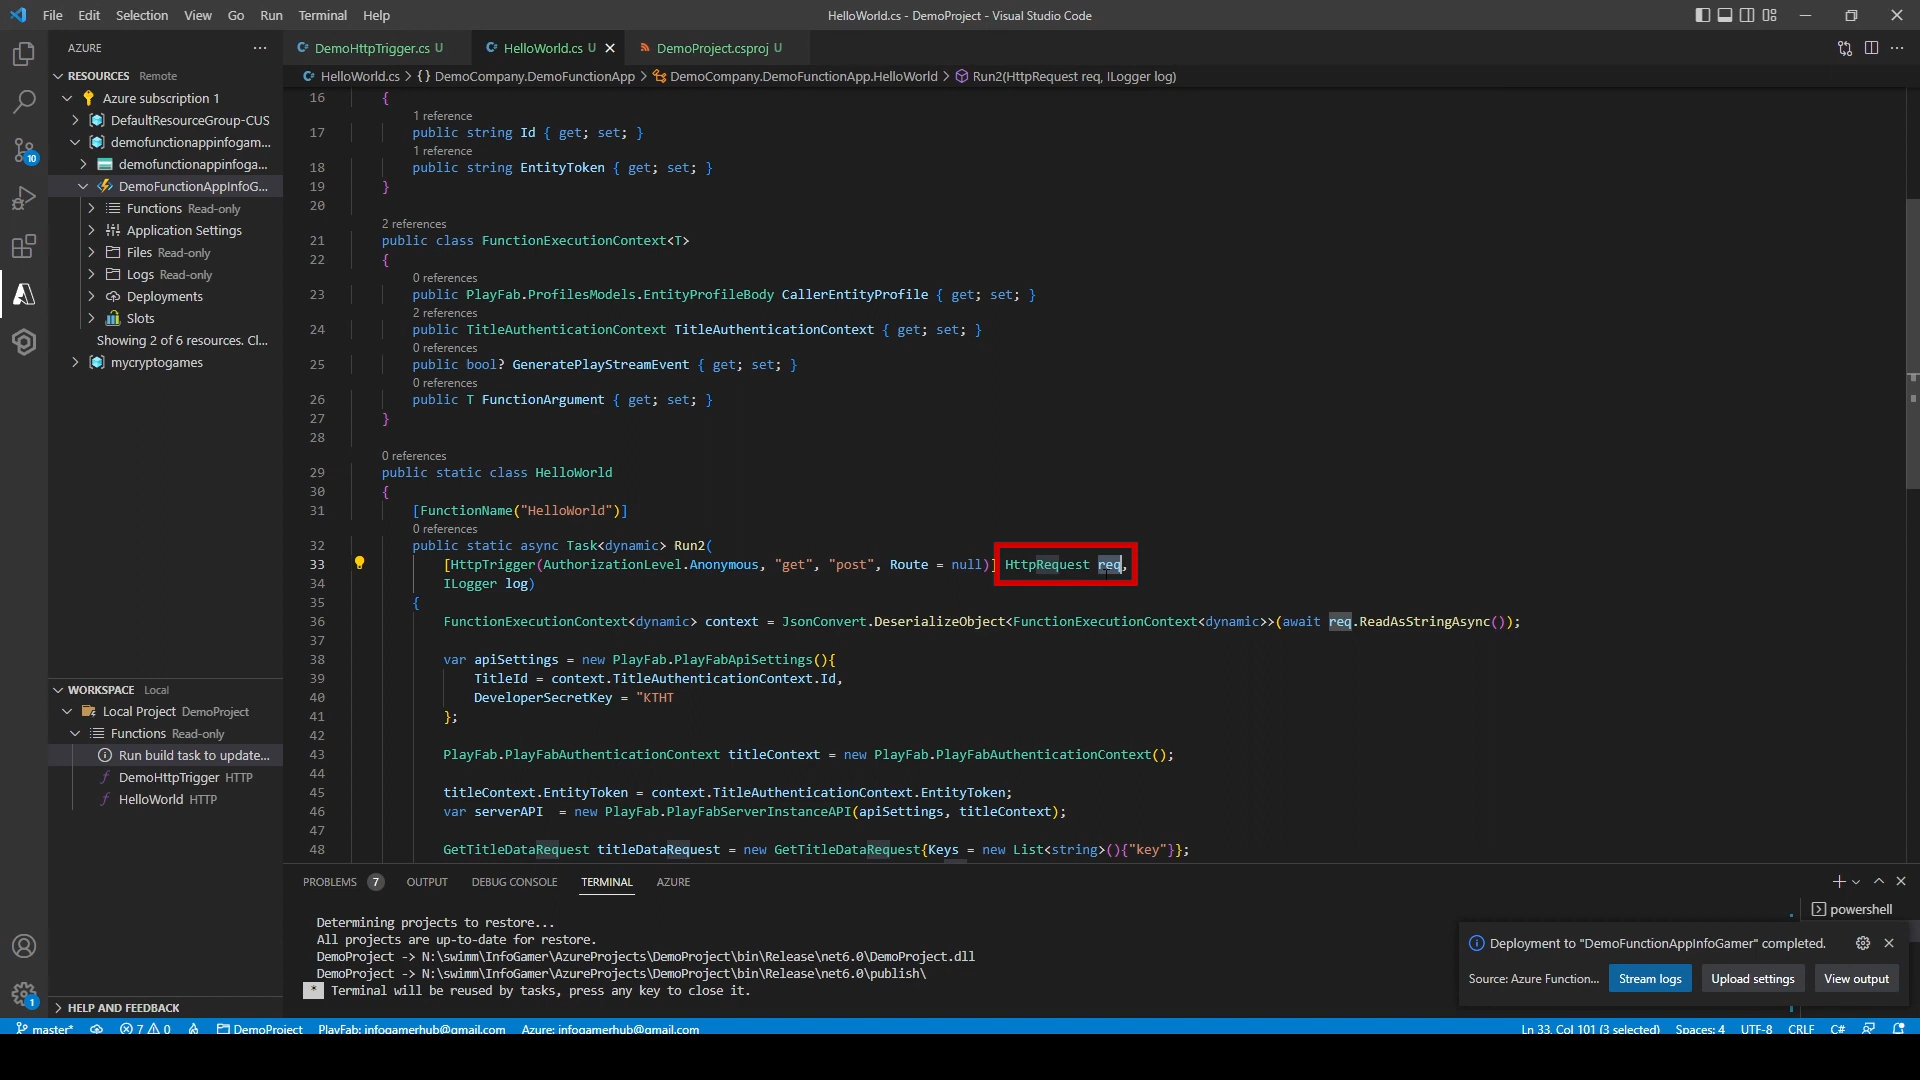 File Edit Selection View Go Run Terminal Help
HelloWorld.cs - DemoProject - Visual Studio Code
AZURE
RESOURCES Remote
Azure subscription 1
DefaultResourceGroup-CUS
demofunctionappinfogam...
demofunctionappinfoga...
DemoFunctionAppInfoG...
Functions Read-only
Application Settings
Files Read-only
Logs Read-only
Deployments
Slots
Showing 2 of 6 resources. Cl...
mycryptogames
10
WORKSPACE Local
Local Project DemoProject
Functions Read-only
Run build task to update...
DemoHttpTrigger HTTP
HelloWorld HTTP
1
HELP AND FEEDBACK
DemoHttpTrigger.cs U
HelloWorld.cs U
DemoProject.csproj U
HelloWorld.cs > {} DemoCompany.DemoFunctionApp > DemoCompany.DemoFunctionApp.HelloWorld > Run2(HttpRequest req, ILogger log)
16 {
1 reference
17 public string Id { get; set; }
1 reference
18 public string EntityToken { get; set; }
19 }
20
2 references
21 public class FunctionExecutionContext<T>
22 {
0 references
23 public PlayFab.ProfilesModels.EntityProfileBody CallerEntityProfile { get; set; }
2 references
24 public TitleAuthenticationContext TitleAuthenticationContext { get; set; }
0 references
25 public bool? GeneratePlayStreamEvent { get; set; }
0 references
26 public T FunctionArgument { get; set; }
27 }
28
0 references
29 public static class HelloWorld
30 {
31 [FunctionName("HelloWorld")]
0 references
32 public static async Task<dynamic> Run2(
33 [HttpTrigger(AuthorizationLevel.Anonymous, "get", "post", Route = null)] HttpRequest req,
34 ILogger log)
35 {
36 FunctionExecutionContext<dynamic> context = JsonConvert.DeserializeObject<FunctionExecutionContext<dynamic>>(await req.ReadAsStringAsync());
37
38 var apiSettings = new PlayFab.PlayFabApiSettings(){
39 TitleId = context.TitleAuthenticationContext.Id,
40 DeveloperSecretKey = "KTHT
41 };
42
43 PlayFab.PlayFabAuthenticationContext titleContext = new PlayFab.PlayFabAuthenticationContext();
44
45 titleContext.EntityToken = context.TitleAuthenticationContext.EntityToken;
46 var serverAPI = new PlayFab.PlayFabServerInstanceAPI(apiSettings, titleContext);
47
48 GetTitleDataRequest titleDataRequest = new GetTitleDataRequest{Keys = new List<string>(){"key"}};
PROBLEMS 7 OUTPUT DEBUG CONSOLE TERMINAL AZURE
powershell
Determining projects to restore...
All projects are up-to-date for restore.
DemoProject -> N:\swimm\InfoGamer\AzureProjects\DemoProject\bin\Release\net6.0\DemoProject.dll
DemoProject -> N:\swimm\InfoGamer\AzureProjects\DemoProject\bin\Release\net6.0\publish\
* Terminal will be reused by tasks, press any key to close it.
Deployment to "DemoFunctionAppInfoGamer" completed.
Source: Azure Function... Stream logs Upload settings View output
master* 7 0 DemoProject PlayFab: infogamerhub@gmail.com Azure: infogamerhub@gmail.com Ln 33, Col 101 (3 selected) Spaces: 4 UTF-8 CRLF C#